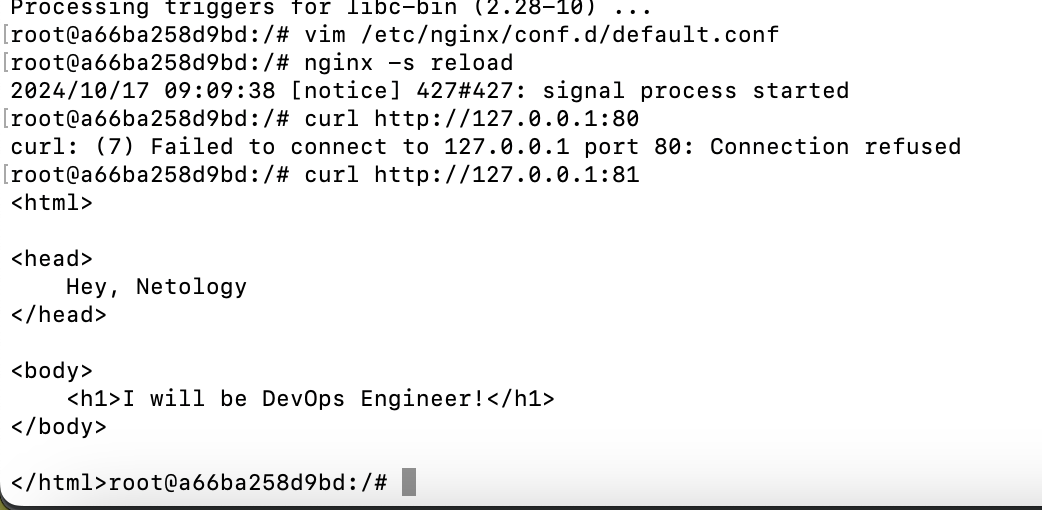 Processing triggers for libc-bin (2.28-10) ...
[root@a66ba258d9bd:/# vim /etc/nginx/conf.d/default.conf
[root@a66ba258d9bd:/# nginx -s reload
2024/10/17 09:09:38 [notice] 427#427: signal process started
[root@a66ba258d9bd:/# curl http://127.0.0.1:80
curl: (7) Failed to connect to 127.0.0.1 port 80: Connection refused
[root@a66ba258d9bd:/# curl http://127.0.0.1:81
<html>

<head>
    Hey, Netology
</head>

<body>
    <h1>I will be DevOps Engineer!</h1>
</body>

</html>root@a66ba258d9bd:/#